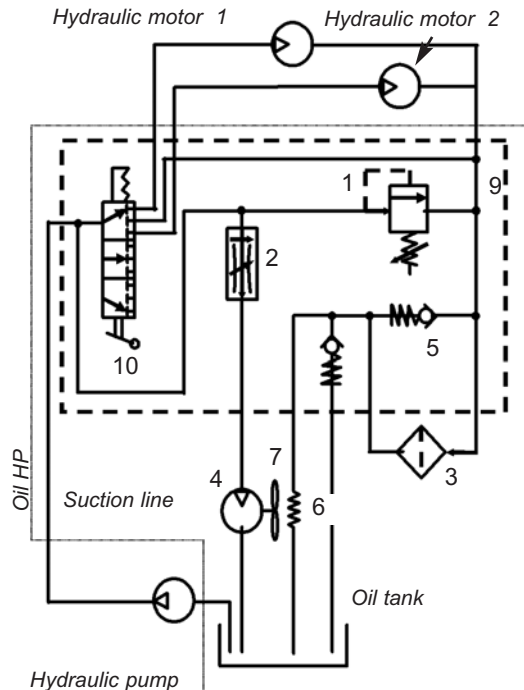 Hydraulic motor 1
Hydraulic motor 2
1
9
2
10
5
3
Oil HP
Suction line
4
7
6
Oil tank
Hydraulic pump